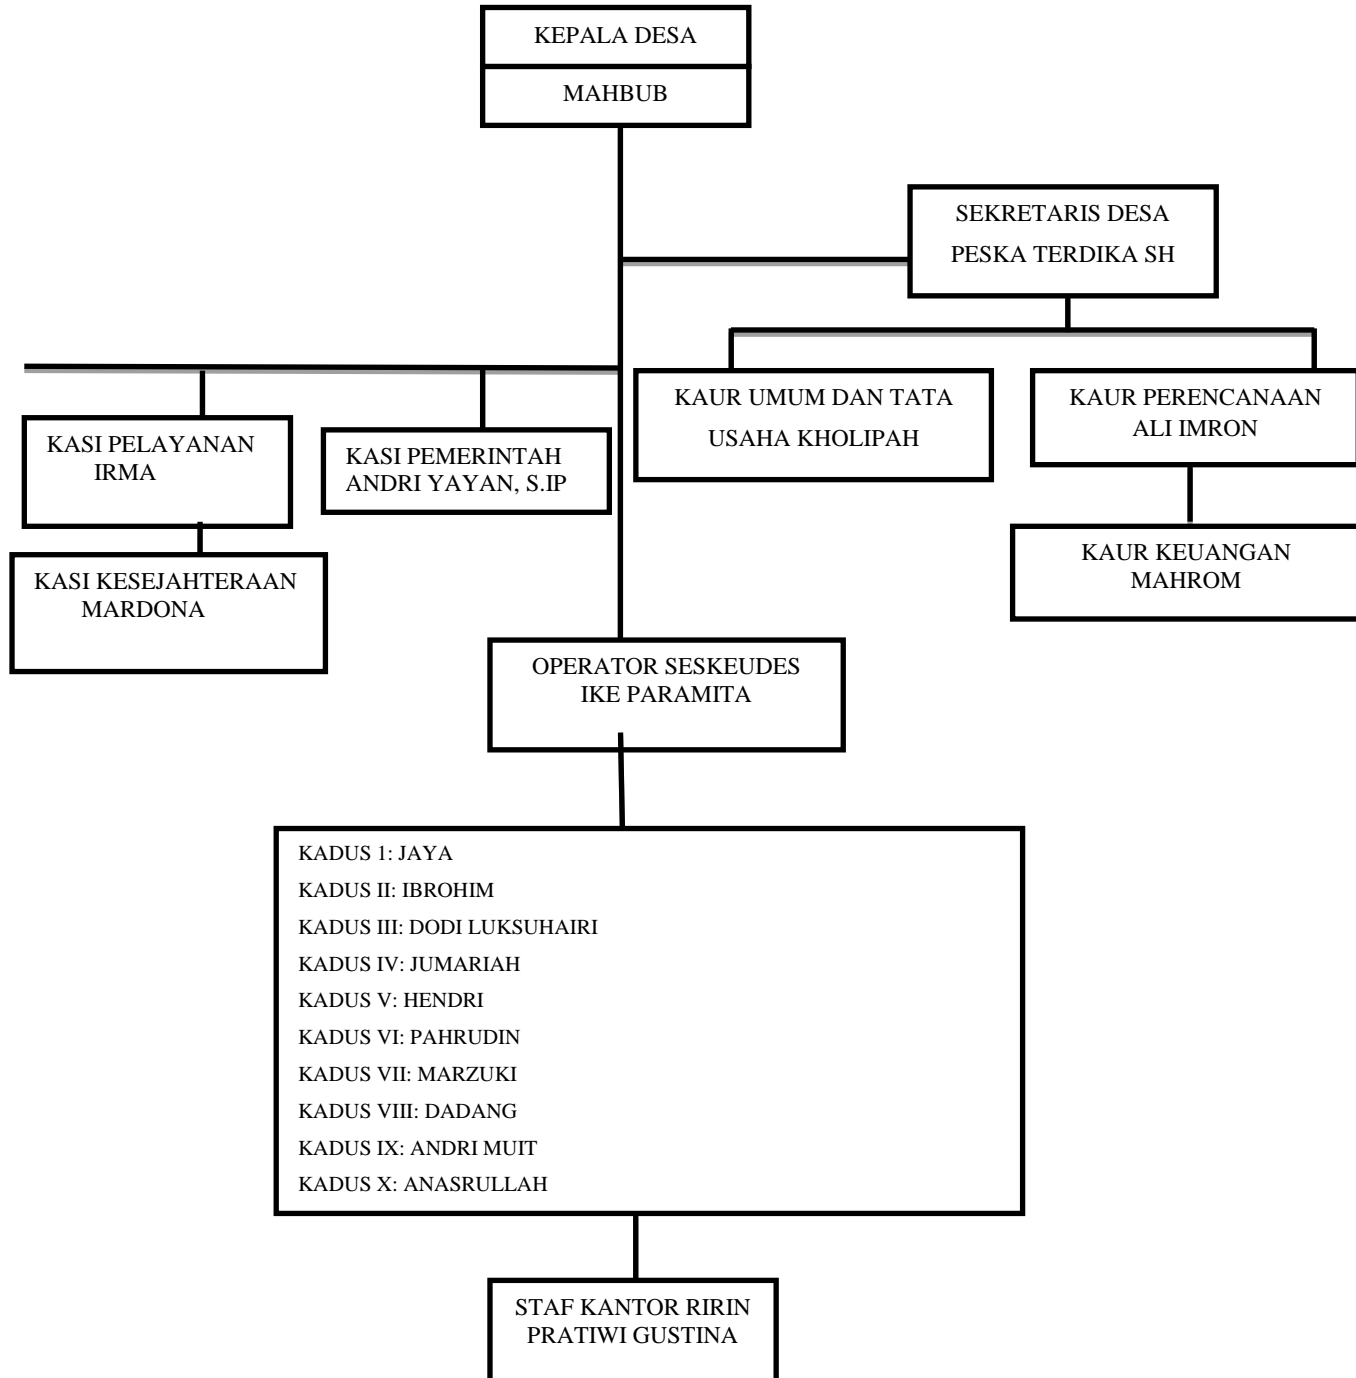 KEPALA DESA
MAHBUB
SEKRETARIS DESA
PESKA TERDIKA SH
KAUR UMUM DAN TATA
USAHA KHOLIPAH
KAUR PERENCANAAN
ALI IMRON
KASI PELAYANAN
IRMA
KASI PEMERINTAH
ANDRI YAYAN, S.IP
KAUR KEUANGAN
MAHROM
KASI KESEJAHTERAAN
MARDONA
OPERATOR SESKEUDES
IKE PARAMITA
KADUS 1: JAYA
KADUS II: IBROHIM
KADUS III: DODI LUKSUHAIRI
KADUS IV: JUMARIAH
KADUS V: HENDRI
KADUS VI: PAHRUDIN
KADUS VII: MARZUKI
KADUS VIII: DADANG
KADUS IX: ANDRI MUIT
KADUS X: ANASRULLAH
STAF KANTOR RIRIN
PRATIWI GUSTINA